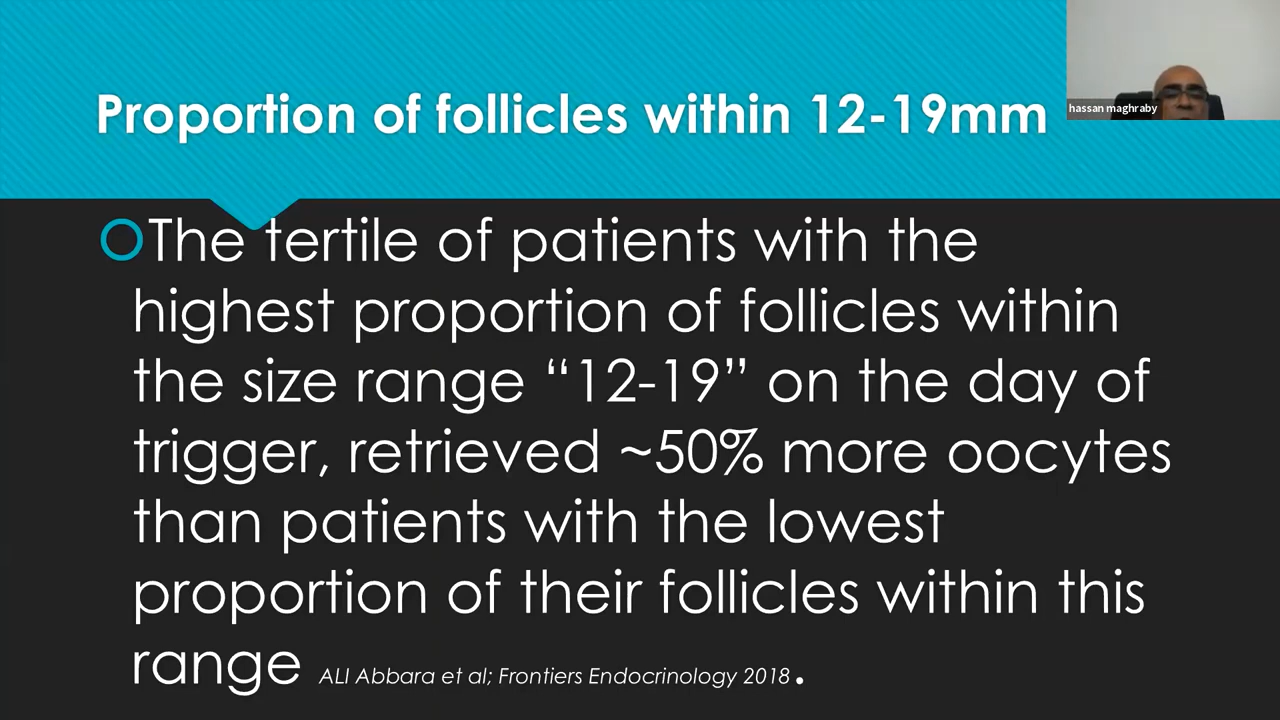 Proportion of follicles within 12-19mm
hassan maghraby
The tertile of patients with the
highest proportion of follicles within
the size range “12-19” on the day of
trigger, retrieved ~50% more oocytes
than patients with the lowest
proportion of their follicles within this
range ALI Abbara et al; Frontiers Endocrinology 2018.